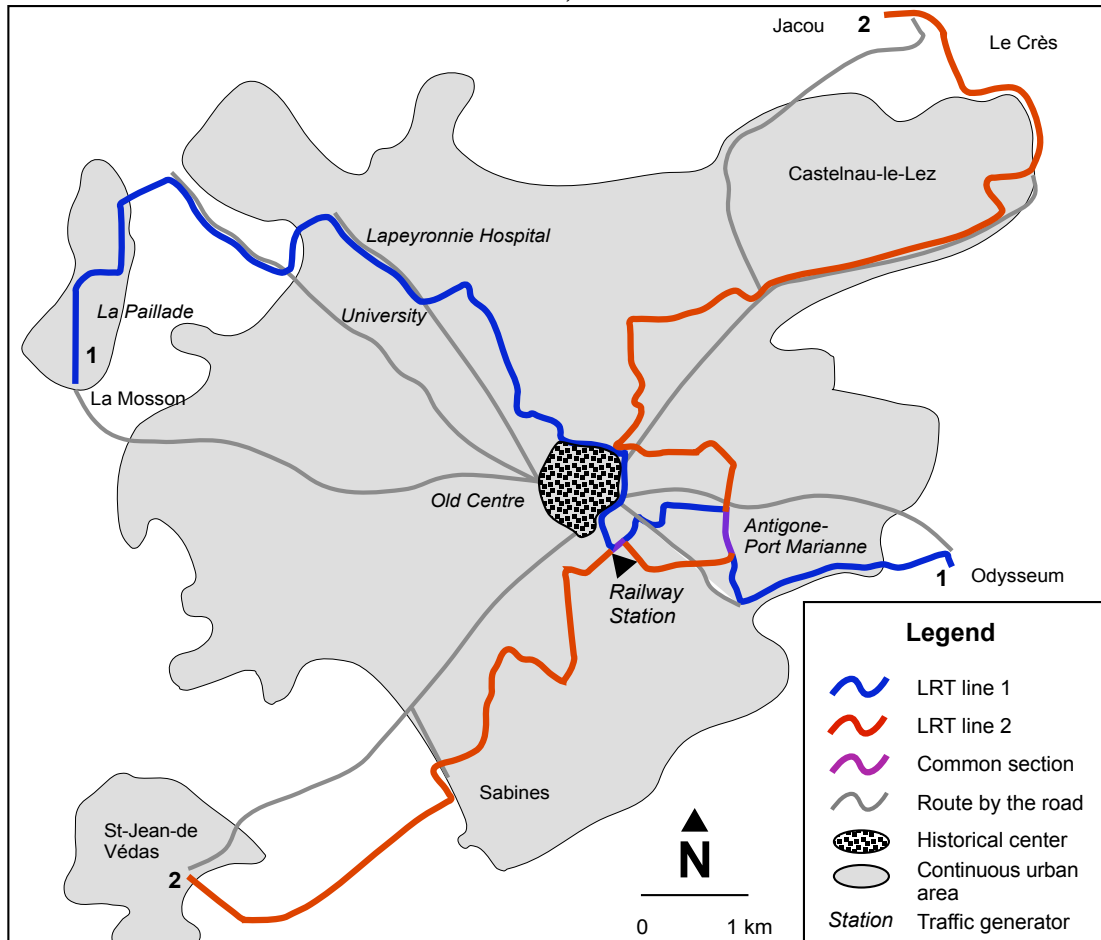 Jacou 2
Le Crès
Castelnau-le-Lez
Lapeyronnie Hospital
University
La Paillade
1
La Mosson
Old Centre
Antigone-
Port Marianne
1 Odysseum
Railway
Station
Sabines
St-Jean-de
Védas
2
N
0 1 km
Legend
LRT line 1
LRT line 2
Common section
Route by the road
Historical center
Continuous urban
area
Station Traffic generator